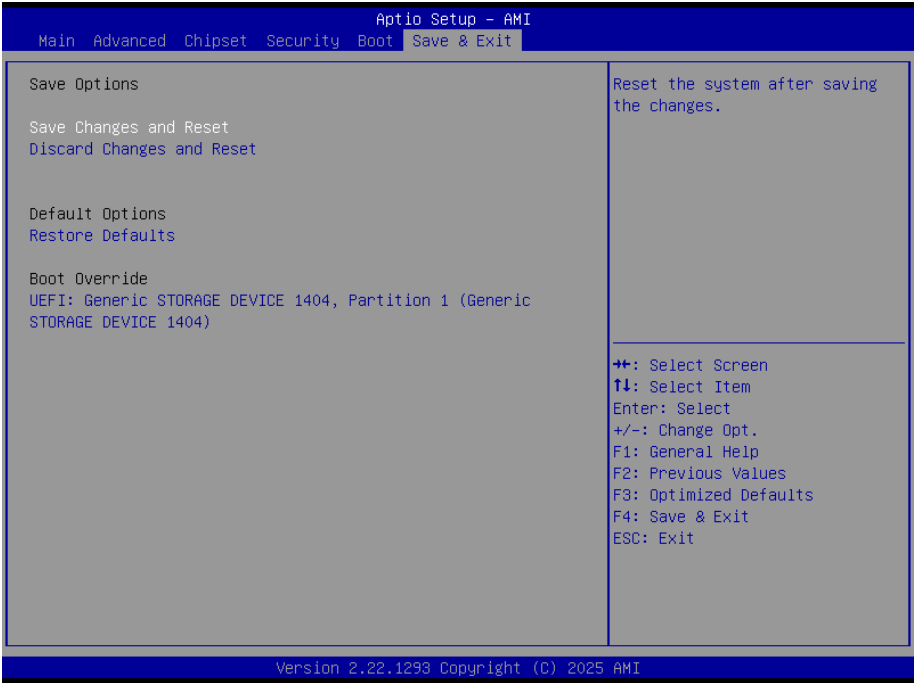 Aptio Setup – AMI
Main Advanced Chipset Security Boot Save & Exit
Save Options
Save Changes and Reset
Discard Changes and Reset
Default Options
Restore Defaults
Boot Override
UEFI: Generic STORAGE DEVICE 1404, Partition 1 (Generic
STORAGE DEVICE 1404)
Reset the system after saving
the changes.
→←: Select Screen
↑↓: Select Item
Enter: Select
+/-: Change Opt.
F1: General Help
F2: Previous Values
F3: Optimized Defaults
F4: Save & Exit
ESC: Exit
Version 2.22.1293 Copyright (C) 2025 AMI